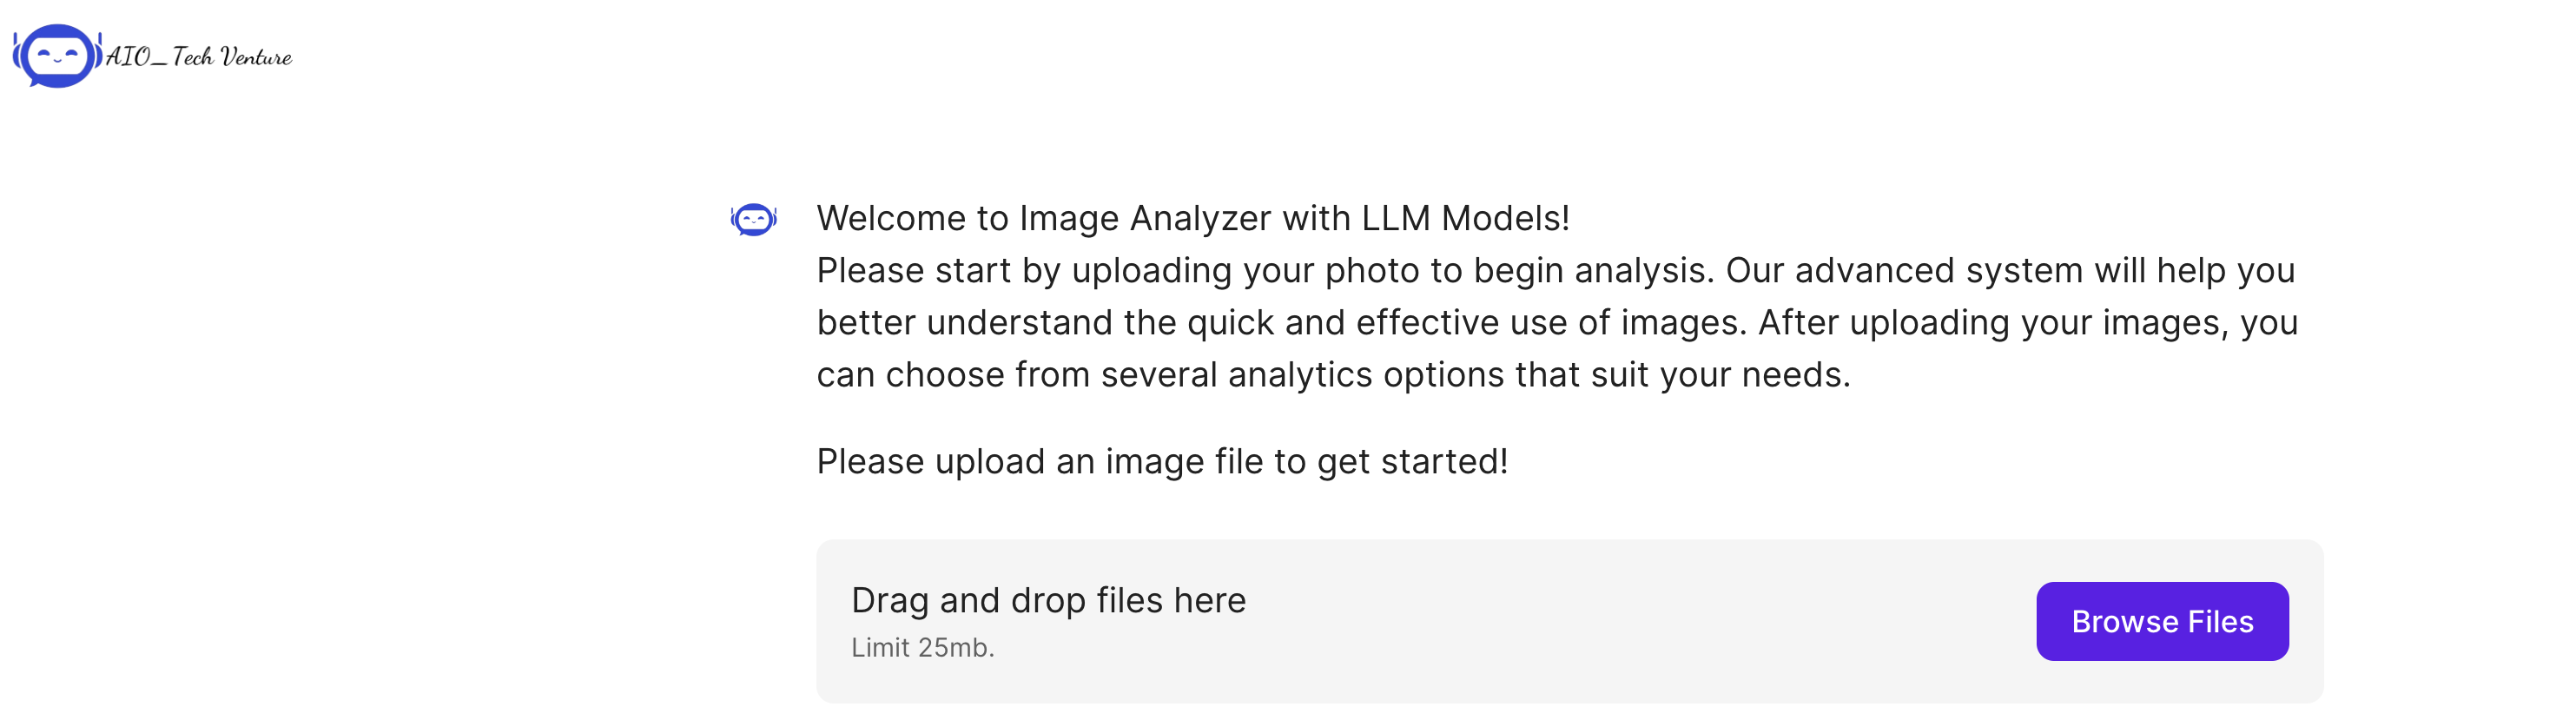 AIO_Tech Venture
Welcome to Image Analyzer with LLM Models!
Please start by uploading your photo to begin analysis. Our advanced system will help you
better understand the quick and effective use of images. After uploading your images, you
can choose from several analytics options that suit your needs.
Please upload an image file to get started!
Drag and drop files here
Limit 25mb.
Browse Files